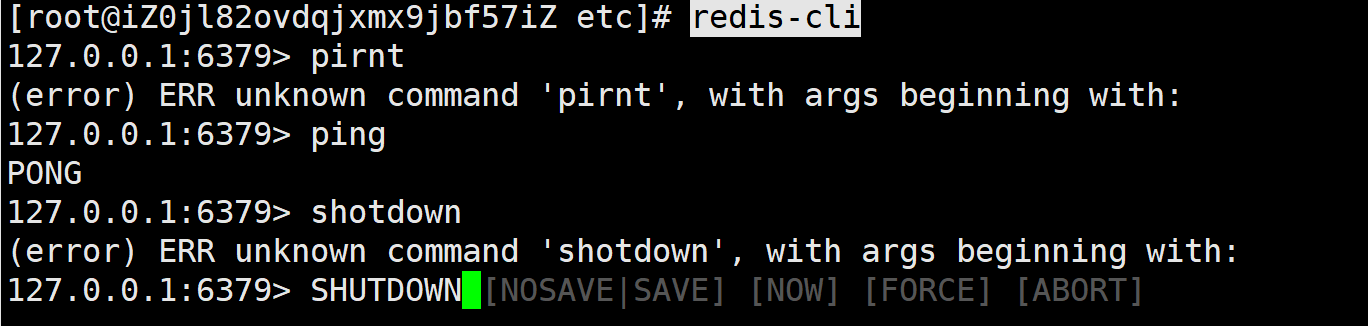 [root@iZ0jl82ovdqjxmx9jbf57iZ etc]# redis-cli
127.0.0.1:6379> pirnt
(error) ERR unknown command 'pirnt', with args beginning with:
127.0.0.1:6379> ping
PONG
127.0.0.1:6379> shotdown
(error) ERR unknown command 'shotdown', with args beginning with:
127.0.0.1:6379> SHUTDOWN [NOSAVE|SAVE] [NOW] [FORCE] [ABORT]